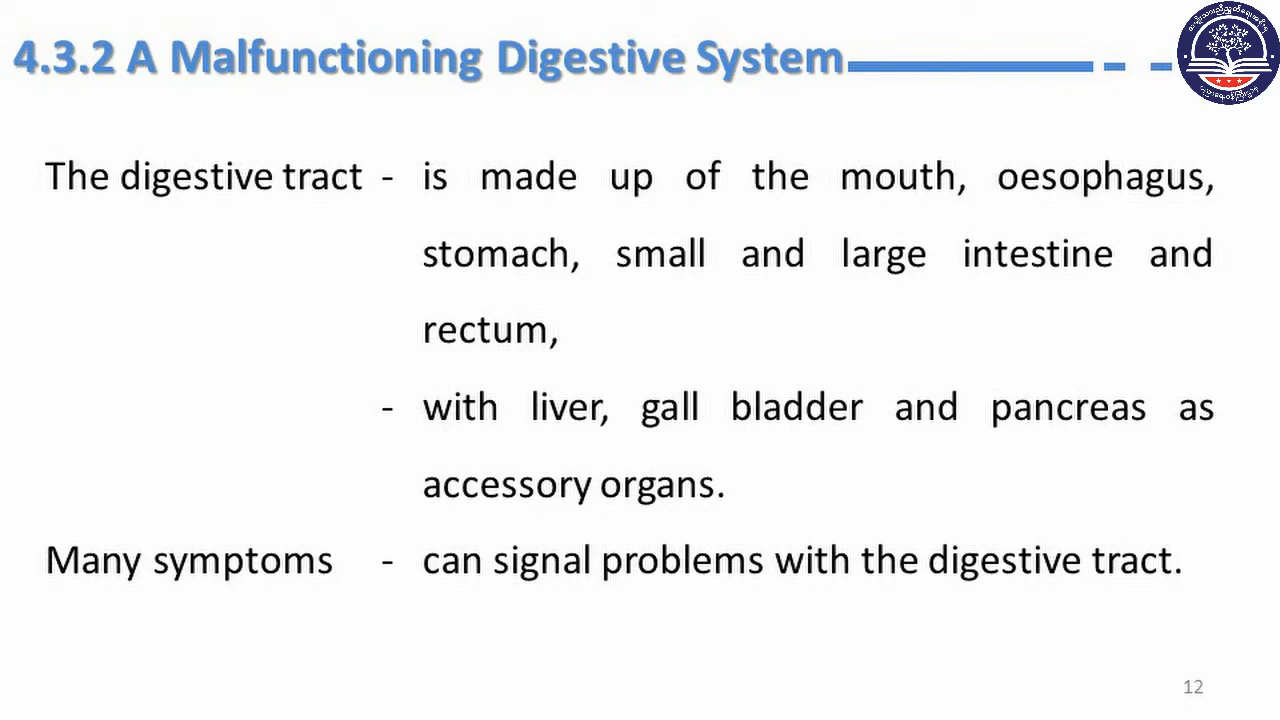 4.3.2 A Malfunctioning Digestive System
The digestive tract - is made up of the mouth, oesophagus,
stomach, small and large intestine and
rectum,
- with liver, gall bladder and pancreas as
accessory organs.
Many symptoms - can signal problems with the digestive tract.
12